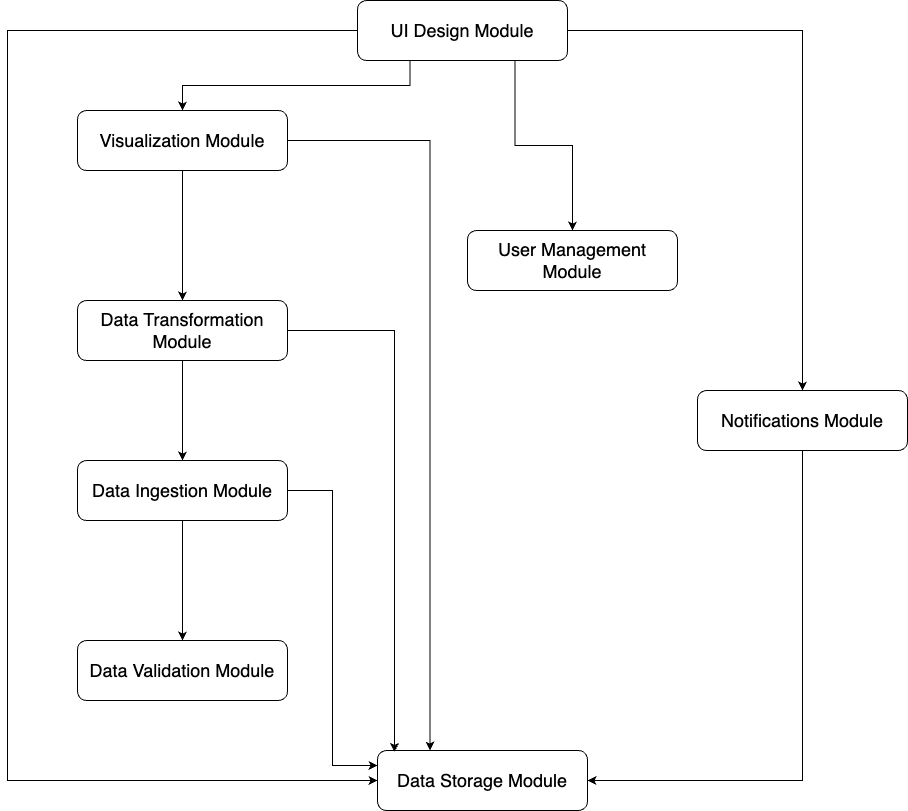 UI Design Module
Visualization Module
User Management
Module
Data Transformation
Module
Notifications Module
Data Ingestion Module
Data Validation Module
Data Storage Module